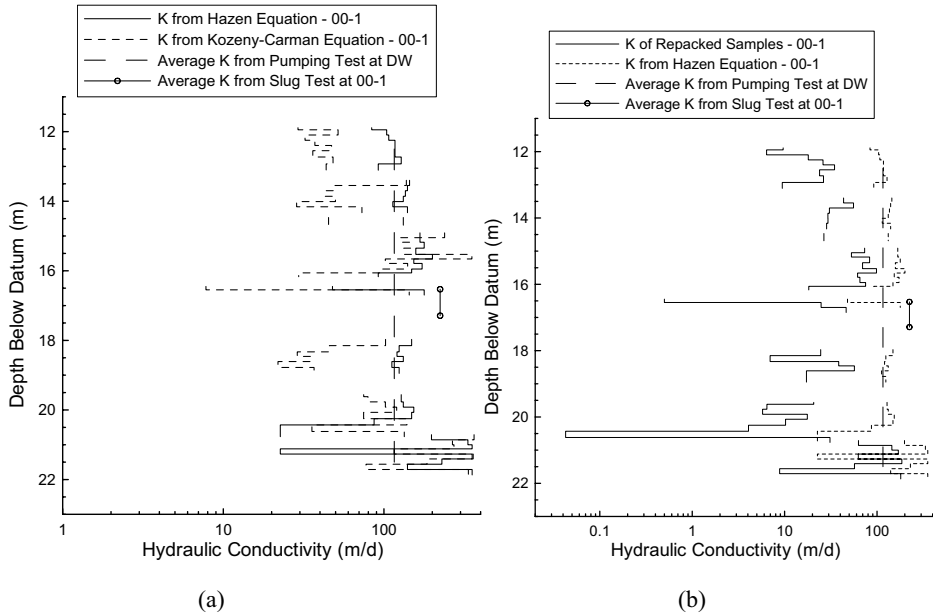 K from Hazen Equation - 00-1
K from Kozeny-Carman Equation - 00-1
Average K from Pumping Test at DW
Average K from Slug Test at 00-1
12
14
16
18
20
22
Depth Below Datum (m)
1
10
100
Hydraulic Conductivity (m/d)
(a)
K of Repacked Samples - 00-1
K from Hazen Equation - 00-1
Average K from Pumping Test at DW
Average K from Slug Test at 00-1
12
14
16
18
20
22
Depth Below Datum (m)
0.1
1
10
100
Hydraulic Conductivity (m/d)
(b)